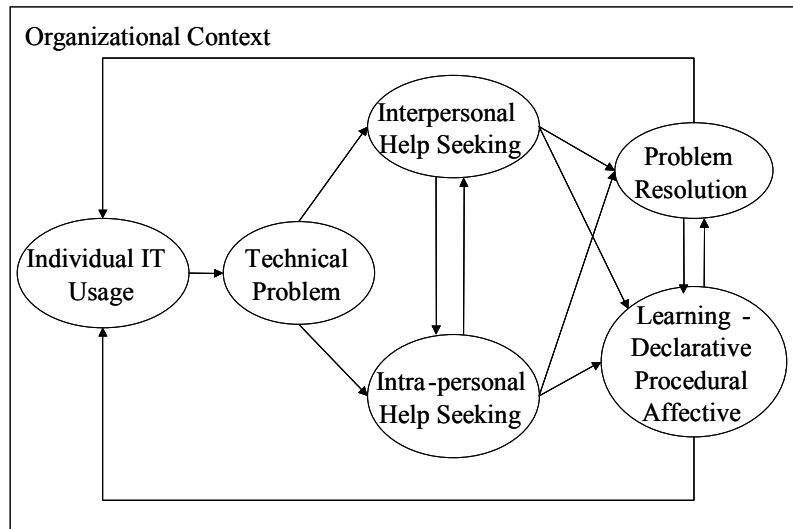 Organizational Context
Interpersonal
Help Seeking
Problem
Resolution
Individual IT
Usage
Technical
Problem
Learning -
Declarative
Procedural
Affective
Intra-personal
Help Seeking